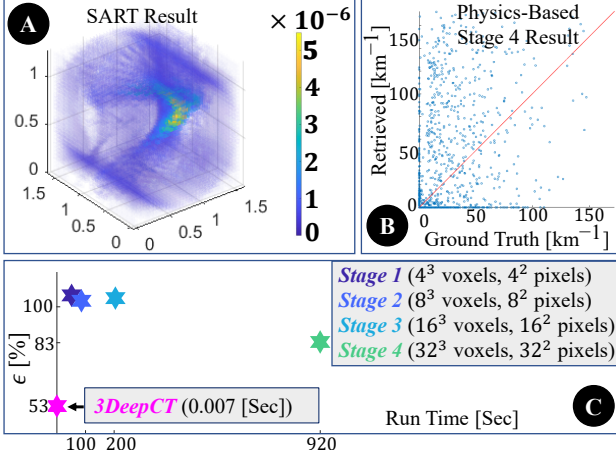 A
SART Result
× 10⁻⁶
5
4
3
2
1
0
1
0.5
0
1.5
1
0.5
0
0
0.5
1
1.5
Physics-Based
Stage 4 Result
Retrieved [km⁻¹]
150
100
50
0
0
50
100
150
Ground Truth [km⁻¹]
B
ϵ [%]
100
83
53
Stage 1 (4³ voxels, 4² pixels)
Stage 2 (8³ voxels, 8² pixels)
Stage 3 (16³ voxels, 16² pixels)
Stage 4 (32³ voxels, 32² pixels)
3DeepCT (0.007 [Sec])
Run Time [Sec]
C
100 200 920